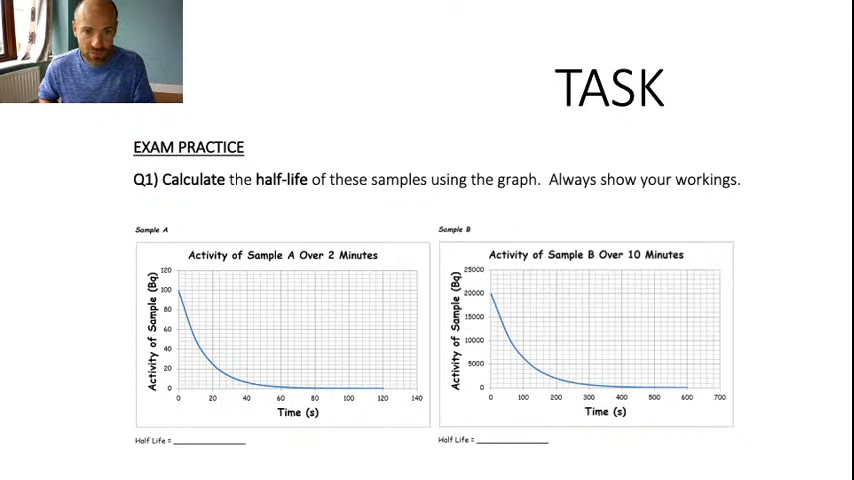 TASK
EXAM PRACTICE
Q1) Calculate the half-life of these samples using the graph. Always show your workings.
Sample A
Activity of Sample A Over 2 Minutes
Activity of Sample (Bq)
120
100
80
60
40
20
0
0 20 40 60 80 100 120 140
Time (s)
Half Life = ____________
Sample B
Activity of Sample B Over 10 Minutes
Activity of Sample (Bq)
25000
20000
15000
10000
5000
0
0 100 200 300 400 500 600 700
Time (s)
Half Life = ____________